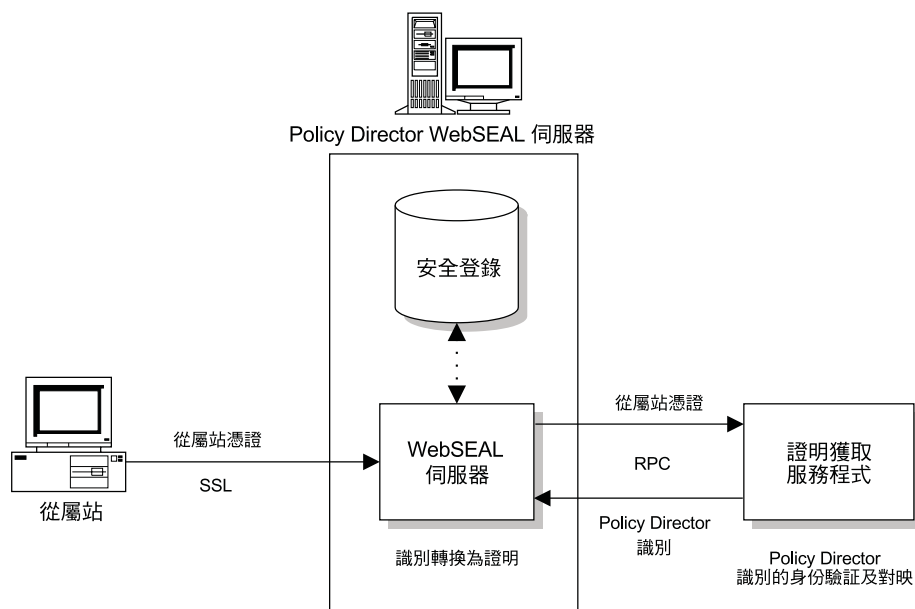 Policy Director WebSEAL 伺服器
安全登錄
從屬站憑證
SSL
從屬站
WebSEAL
伺服器
識別轉換為證明
從屬站憑證
RPC
Policy Director
識別
證明獲取
服務程式
Policy Director
識別的身份驗証及對映